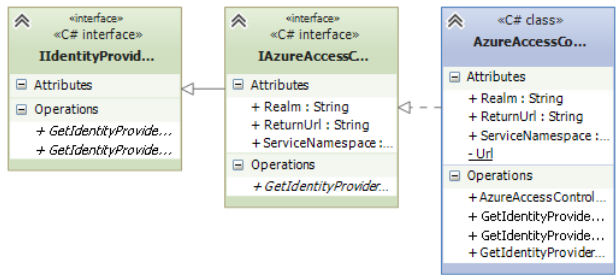 «interface»
«C# interface»
IIdentityProvid...
Attributes
Operations
+ GetIdentityProvide...
+ GetIdentityProvide...
«interface»
«C# interface»
IAzureAccessC...
Attributes
+ Realm : String
+ ReturnUrl : String
+ ServiceNamespace :...
Operations
+ GetIdentityProvider...
«C# class»
AzureAccessCo...
Attributes
+ Realm : String
+ ReturnUrl : String
+ ServiceNamespace :...
- Url
Operations
+ AzureAccessControl...
+ GetIdentityProvide...
+ GetIdentityProvide...
+ GetIdentityProvider...